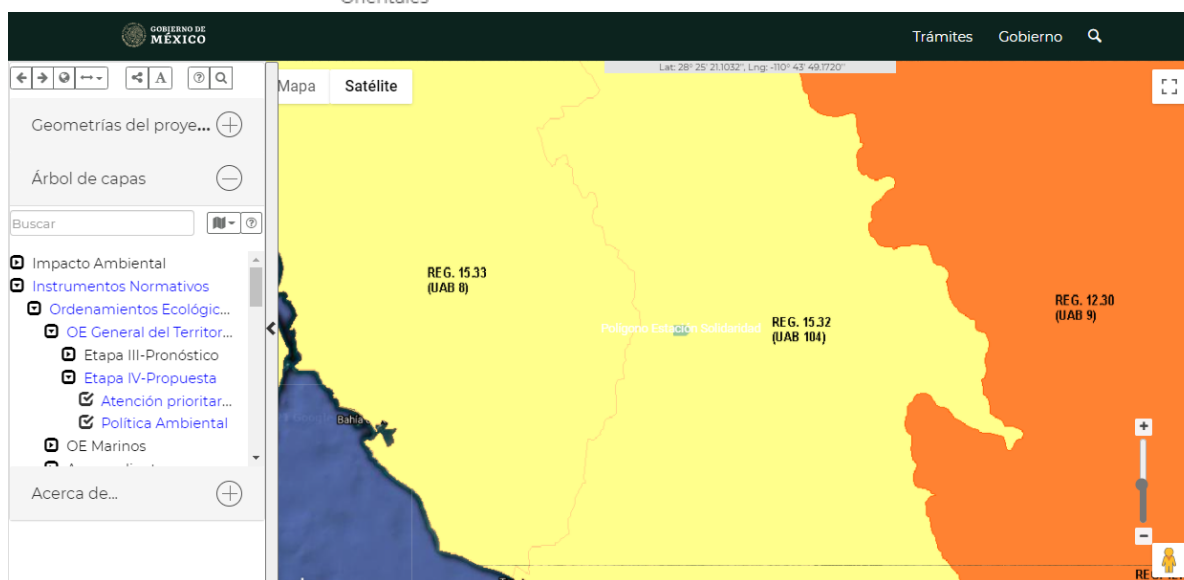 Orientales
GOBIERNO DE
MÉXICO
Trámites Gobierno
Lat: 28° 25' 21.1032", Lng: -110° 43' 49.1720"
Mapa Satélite
Geometrías del proye...
Árbol de capas
Buscar
Impacto Ambiental
Instrumentos Normativos
Ordenamientos Ecológic...
OE General del Territor...
Etapa III-Pronóstico
Etapa IV-Propuesta
Atención prioritar...
Política Ambiental
OE Marinos
Acerca de...
REG. 15.33
(UAB 8)
Poligono Estación Solidaridad
REG. 15.32
(UAB 104)
REG. 12.30
(UAB 9)
Google
Bahía